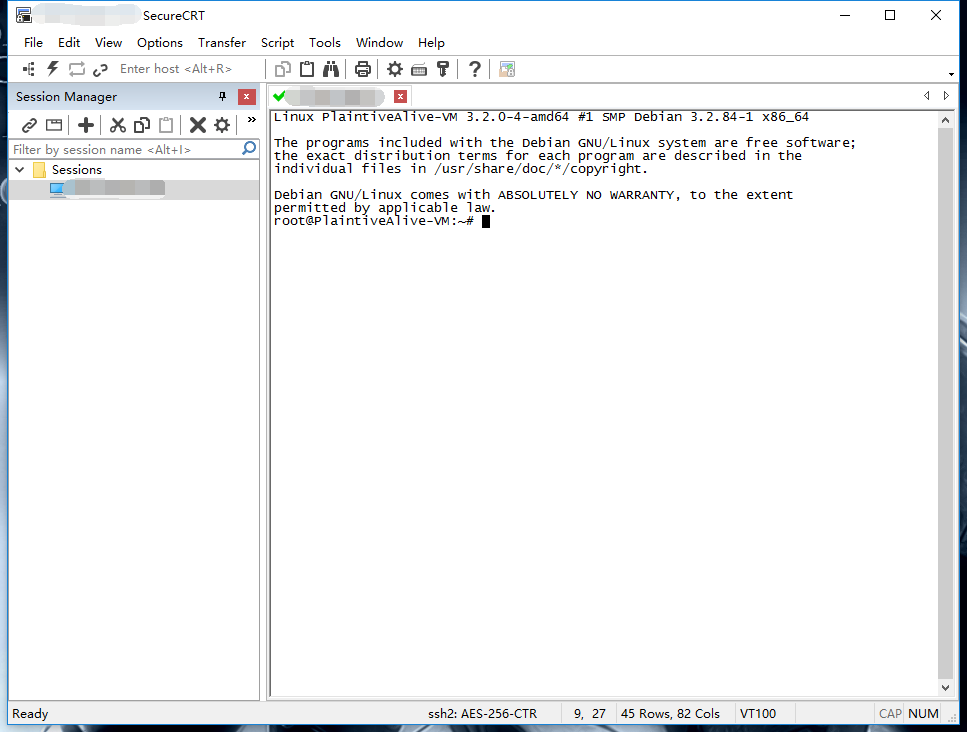 SecureCRT
File Edit View Options Transfer Script Tools Window Help
Enter host <Alt+R>
Session Manager
Filter by session name <Alt+I>
Sessions
Linux PlaintiveAlive-VM 3.2.0-4-amd64 #1 SMP Debian 3.2.84-1 x86_64
The programs included with the Debian GNU/Linux system are free software;
the exact distribution terms for each program are described in the
individual files in /usr/share/doc/*/copyright.
Debian GNU/Linux comes with ABSOLUTELY NO WARRANTY, to the extent
permitted by applicable law.
root@PlaintiveAlive-VM:~#
Ready ssh2: AES-256-CTR 9, 27 45 Rows, 82 Cols VT100 CAP NUM